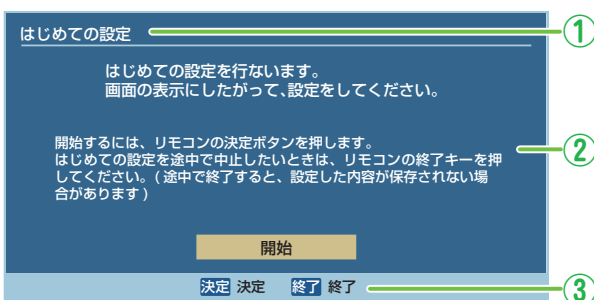 はじめての設定
①
はじめての設定を行ないます。
画面の表示にしたがって、設定をしてください。
開始するには、リモコンの決定ボタンを押します。
はじめての設定を途中で中止したいときは、リモコンの終了キーを押
してください。(途中で終了すると、設定した内容が保存されない場
合があります)
②
開始
決定 決定 終了 終了
③